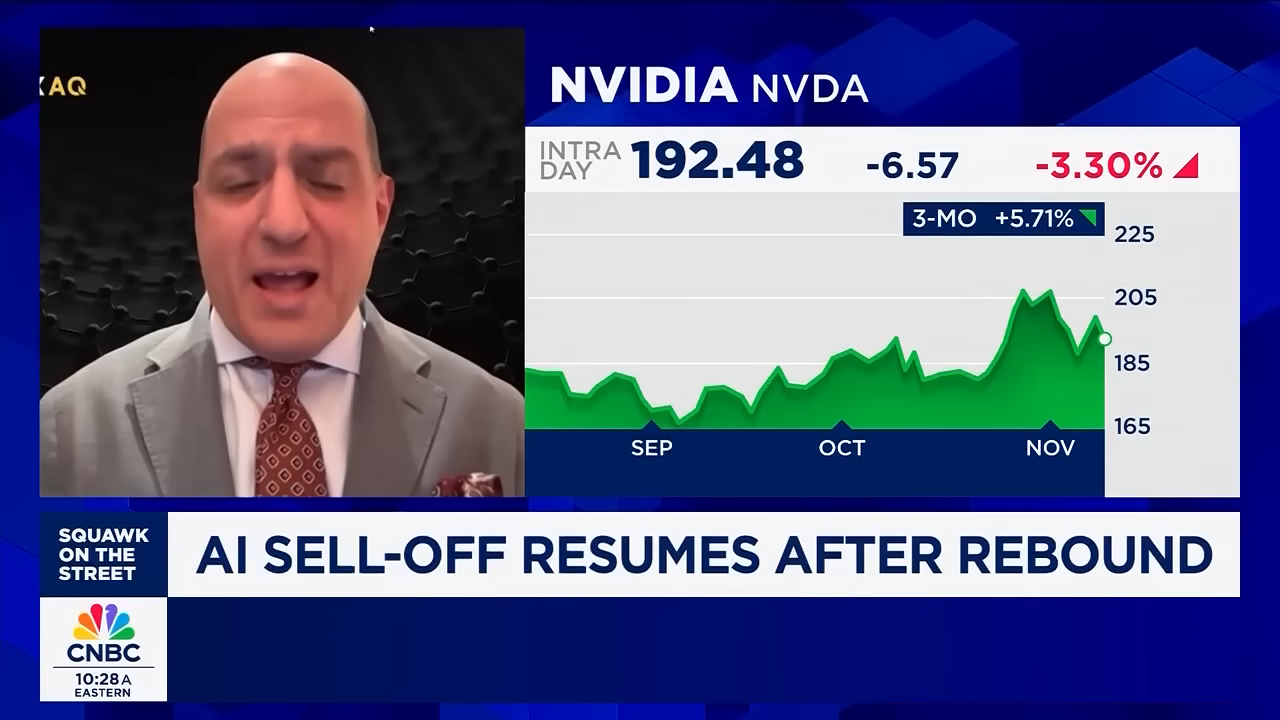 AQ
NVIDIA NVDA
INTRA DAY 192.48 -6.57 -3.30%
3-MO +5.71%
225
205
185
165
SEP OCT NOV
SQUAWK
ON THE
STREET
AI SELL-OFF RESUMES AFTER REBOUND
CNBC
10:28A
EASTERN